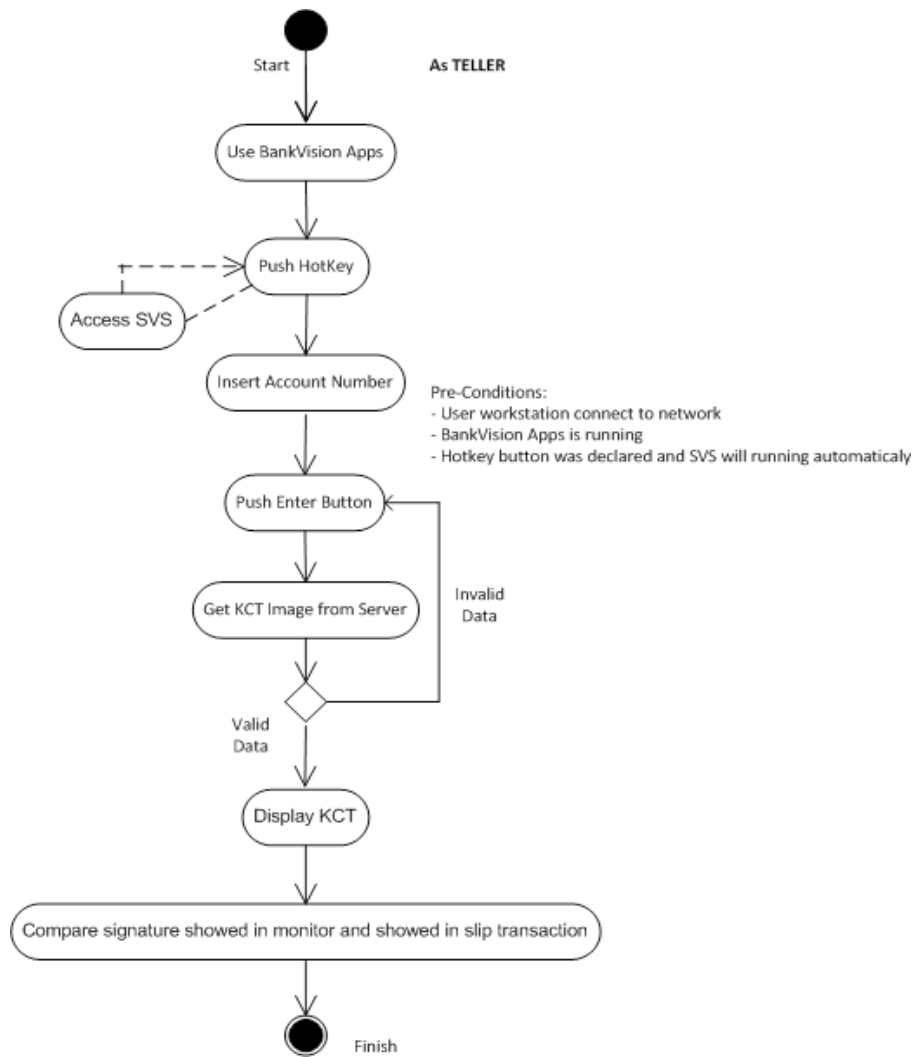 Start
As TELLER
Use BankVision Apps
Push HotKey
Access SVS
Insert Account Number
Pre-Conditions:
- User workstation connect to network
- BankVision Apps is running
- Hotkey button was declared and SVS will running automaticaly
Push Enter Button
Get KCT Image from Server
Invalid
Data
Valid
Data
Display KCT
Compare signature showed in monitor and showed in slip transaction
Finish